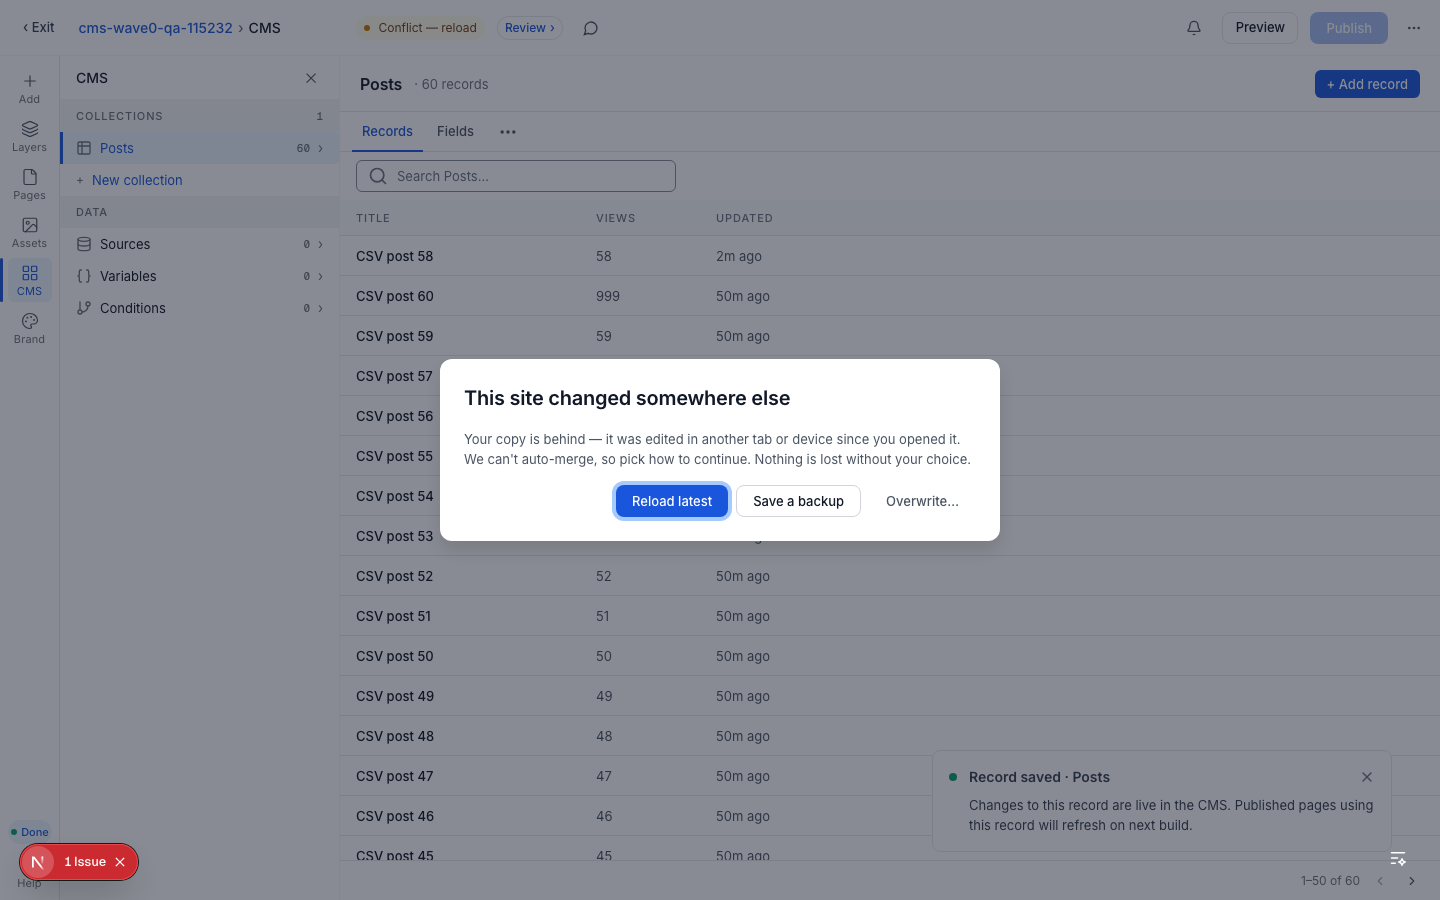 ‹ Exit
cms-wave0-qa-115232 › CMS
Conflict — reload
Review ›
Preview
Publish
Add
Layers
Pages
Assets
CMS
Brand
Done
1 Issue
Help
CMS
COLLECTIONS 1
Posts 60 ›
+ New collection
DATA
Sources 0 ›
Variables 0 ›
Conditions 0 ›
Posts · 60 records
+ Add record
Records Fields
Search Posts...
TITLE VIEWS UPDATED
CSV post 58 58 2m ago
CSV post 60 999 50m ago
CSV post 59 59 50m ago
CSV post 57
CSV post 56
CSV post 55
CSV post 54
CSV post 53
CSV post 52 52 50m ago
CSV post 51 51 50m ago
CSV post 50 50 50m ago
CSV post 49 49 50m ago
CSV post 48 48 50m ago
CSV post 47 47 50m ago
CSV post 46 46 50m ago
CSV post 45 45 50m ago
1–50 of 60
This site changed somewhere else
Your copy is behind — it was edited in another tab or device since you opened it.
We can't auto-merge, so pick how to continue. Nothing is lost without your choice.
Reload latest
Save a backup
Overwrite...
Record saved · Posts
Changes to this record are live in the CMS. Published pages using
this record will refresh on next build.